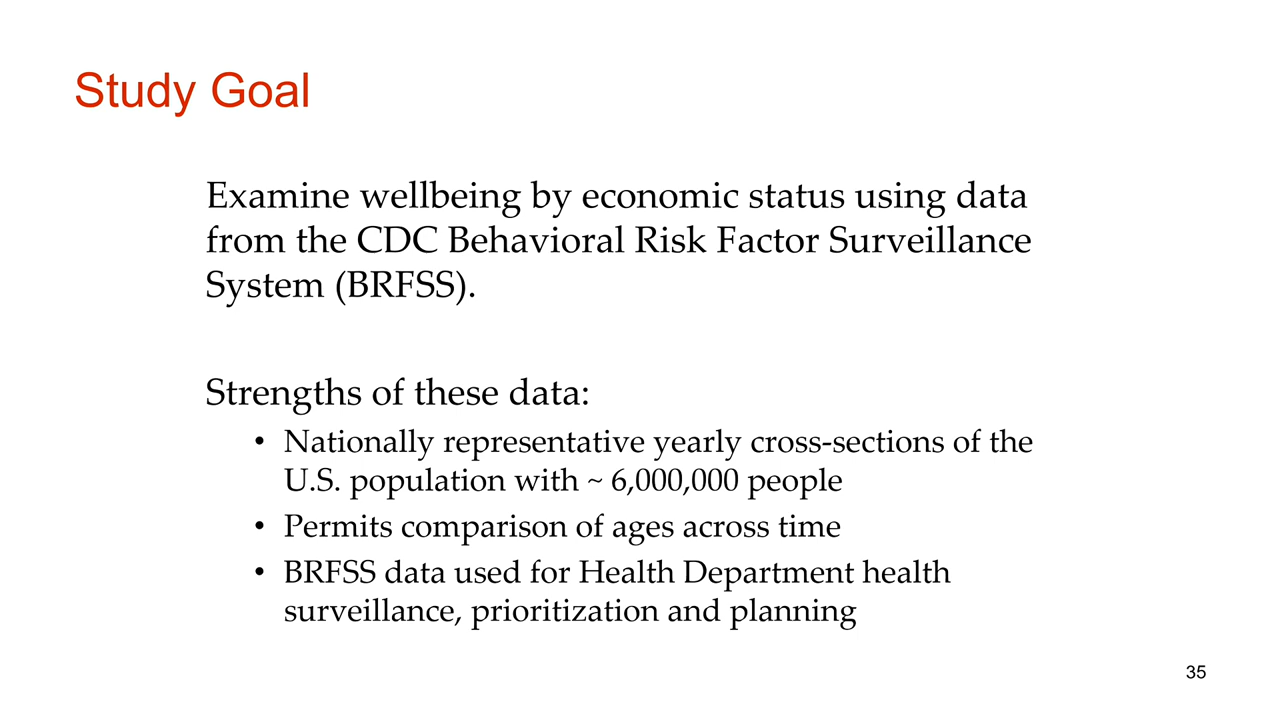 Study Goal
Examine wellbeing by economic status using data
from the CDC Behavioral Risk Factor Surveillance
System (BRFSS).
Strengths of these data:
• Nationally representative yearly cross-sections of the
U.S. population with ~ 6,000,000 people
• Permits comparison of ages across time
• BRFSS data used for Health Department health
surveillance, prioritization and planning
35